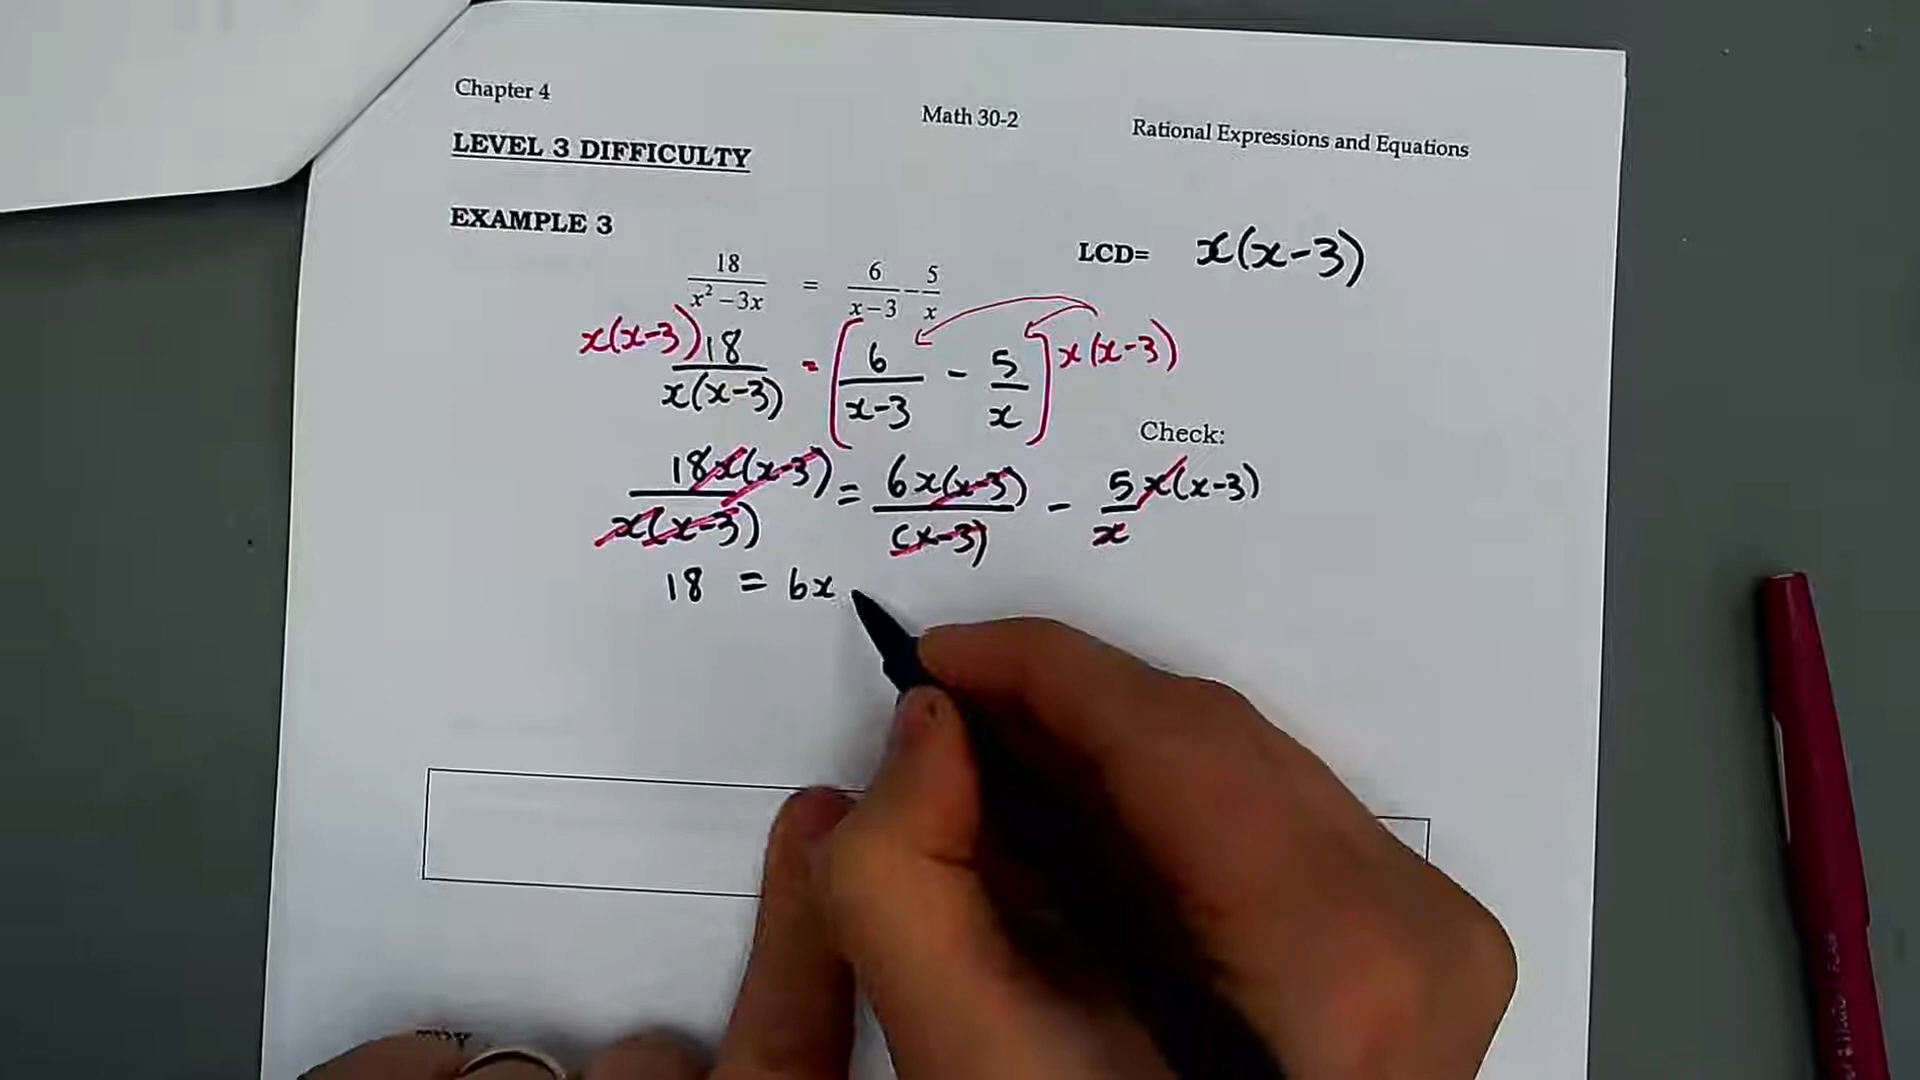 Chapter 4
Math 30-2
Rational Expressions and Equations
LEVEL 3 DIFFICULTY
EXAMPLE 3
LCD= x(x-3)
18/(x² - 3x) = 6/(x-3) - 5/x
x(x-3) 18/(x(x-3)) = [6/(x-3) - 5/x] x(x-3)
Check:
18x(x-3)/(x(x-3)) = 6x(x-3)/((x-3)) - 5x(x-3)/x
18 = 6x